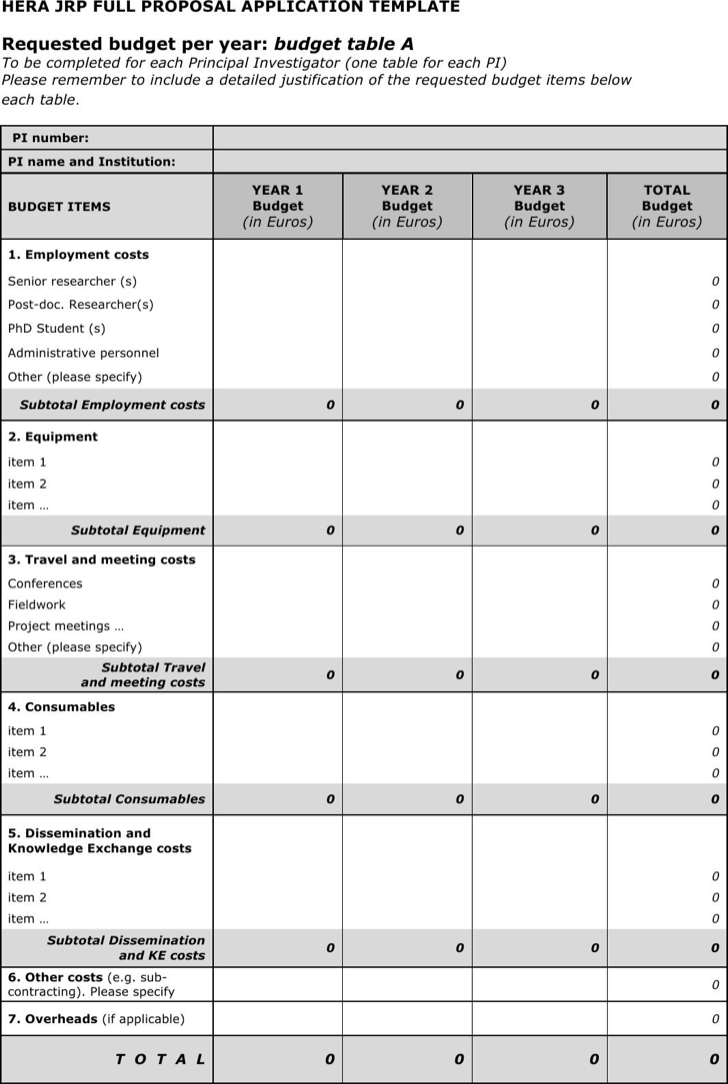 HERA JRP FULL PROPOSAL APPLICATION TEMPLATE
Requested budget per year: budget table A
To be completed for each Principal Investigator (one table for each PI)
Please remember to include a detailed justification of the requested budget items below
each table.
PI number:
PI name and Institution:
BUDGET ITEMS
YEAR 1
Budget
(in Euros)
YEAR 2
Budget
(in Euros)
YEAR 3
Budget
(in Euros)
TOTAL
Budget
(in Euros)
1. Employment costs
Senior researcher (s) 0
Post-doc. Researcher(s) 0
PhD Student (s) 0
Administrative personnel 0
Other (please specify) 0
Subtotal Employment costs 0 0 0 0
2. Equipment
item 1 0
item 2 0
item ... 0
Subtotal Equipment 0 0 0 0
3. Travel and meeting costs
Conferences 0
Fieldwork 0
Project meetings ... 0
Other (please specify) 0
Subtotal Travel
and meeting costs 0 0 0 0
4. Consumables
item 1 0
item 2 0
item ... 0
Subtotal Consumables 0 0 0 0
5. Dissemination and
Knowledge Exchange costs
item 1 0
item 2 0
item ... 0
Subtotal Dissemination
and KE costs 0 0 0 0
6. Other costs (e.g. sub-
contracting). Please specify 0
7. Overheads (if applicable) 0
T O T A L 0 0 0 0